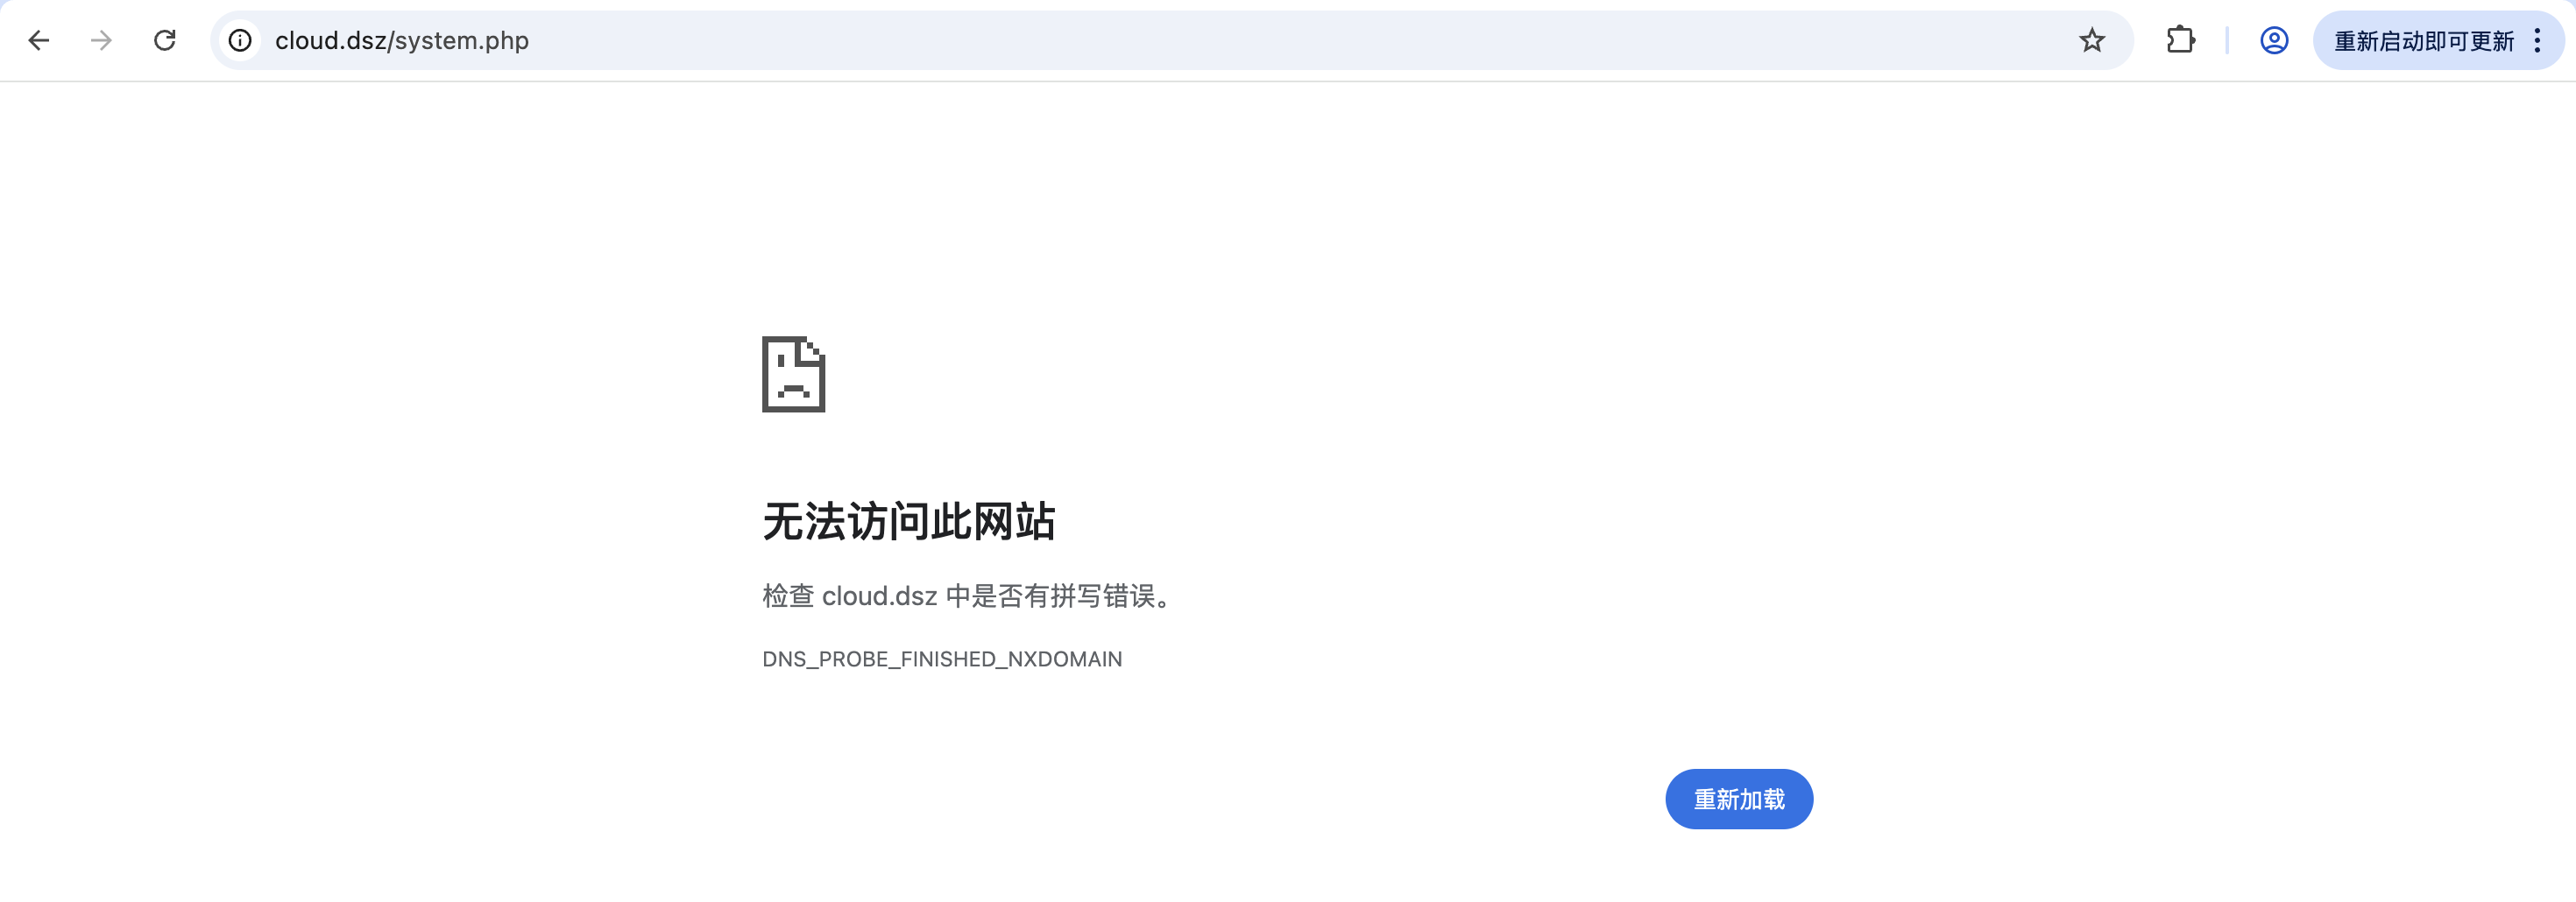 cloud.dsz/system.php
重新启动即可更新
无法访问此网站
检查 cloud.dsz 中是否有拼写错误。
DNS_PROBE_FINISHED_NXDOMAIN
重新加载